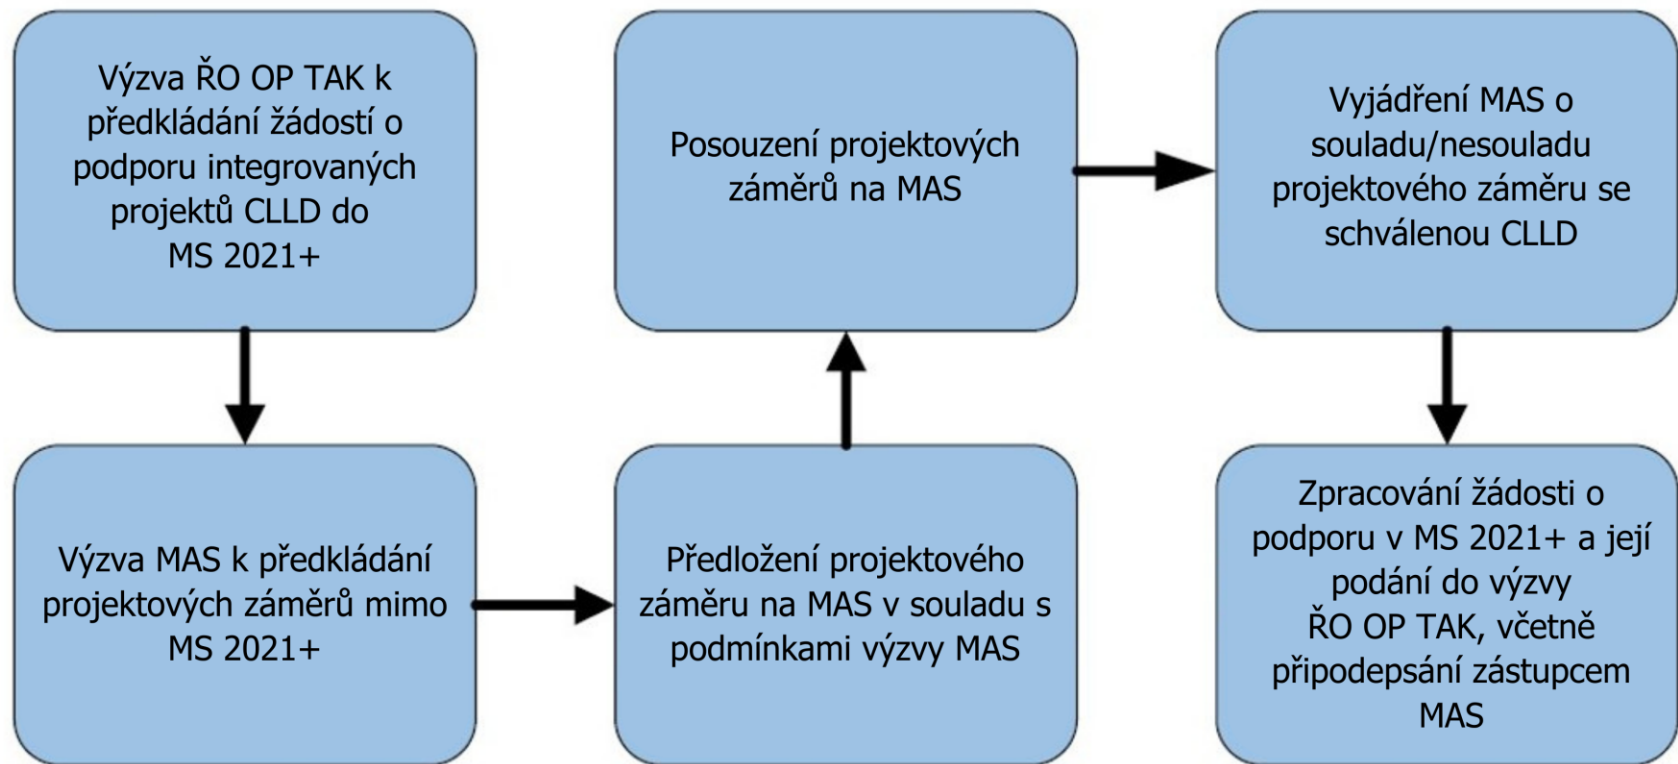 Výzva ŘO OP TAK k
předkládání žádostí o
podporu integrovaných
projektů CLLD do
MS 2021+
Výzva MAS k předkládání
projektových záměrů mimo
MS 2021+
Předložení projektového
záměru na MAS v souladu s
podmínkami výzvy MAS
Posouzení projektových
záměrů na MAS
Vyjádření MAS o
souladu/nesouladu
projektového záměru se
schválenou CLLD
Zpracování žádosti o
podporu v MS 2021+ a její
podání do výzvy
ŘO OP TAK, včetně
připodepsání zástupcem
MAS